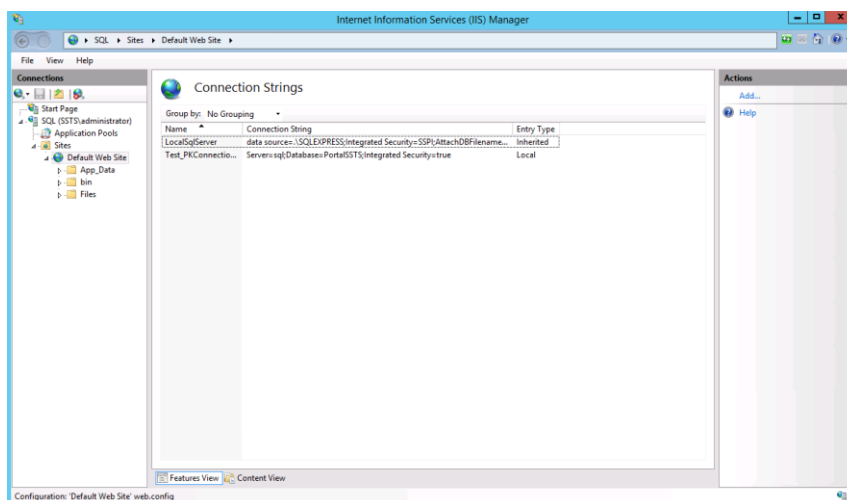 Internet Information Services (IIS) Manager
SQL Sites Default Web Site
File View Help
Connections
Start Page
SQL (SSTS\administrator)
Application Pools
Sites
Default Web Site
App_Data
bin
Files
Connection Strings
Group by: No Grouping
Name Connection String Entry Type
LocalSqlServer data source=.\SQLEXPRESS;Integrated Security=SSPI;AttachDBFilename... Inherited
Test_PKConnectio... Server=sql;Database=PortalSSTS;Integrated Security=true Local
Features View Content View
Actions
Add...
Help
Configuration: 'Default Web Site' web.config